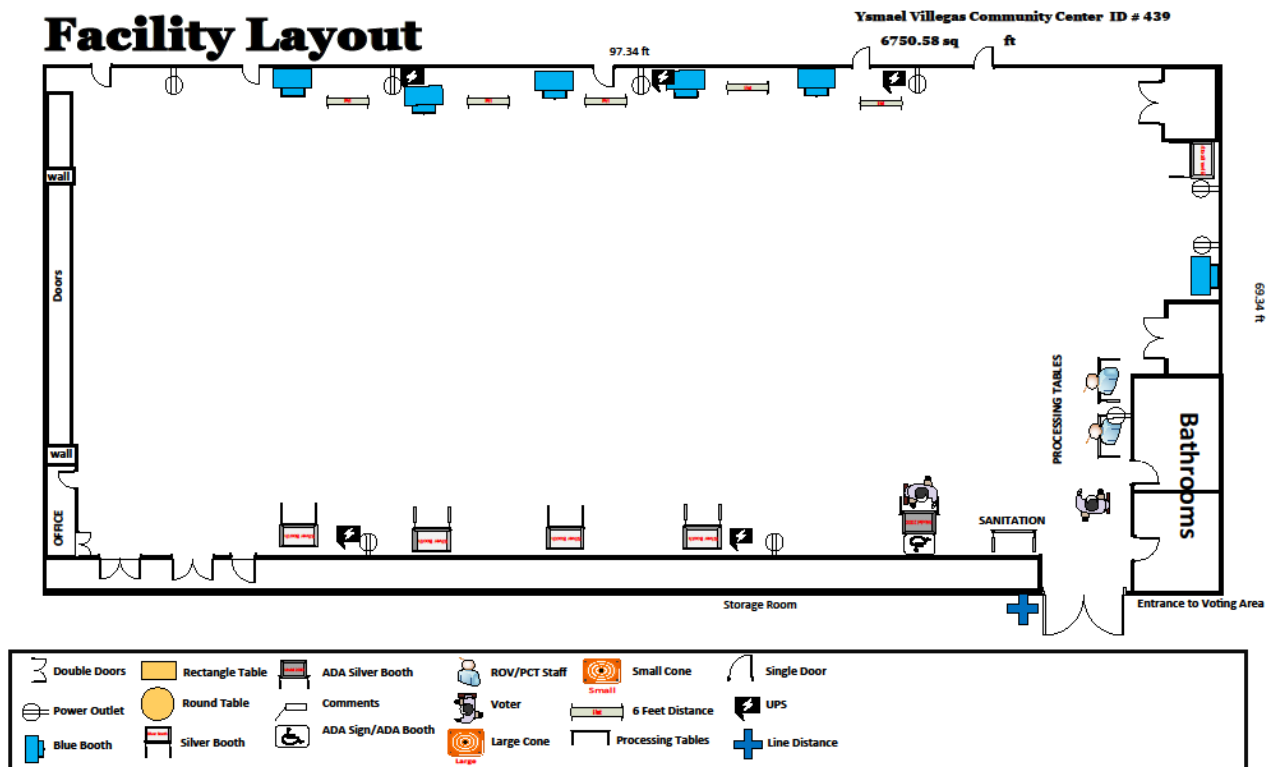 Facility Layout
Ysmael Villegas Community Center ID # 439
6750.58 sq ft
97.34 ft
69.34 ft
wall
Doors
wall
OFFICE
PROCESSING TABLES
Bathrooms
SANITATION
Storage Room
Entrance to Voting Area
Double Doors
Rectangle Table
ADA Silver Booth
ROV/PCT Staff
Small Cone
Small
Single Door
Power Outlet
Round Table
Comments
Voter
6 Feet Distance
UPS
Blue Booth
Silver Booth
ADA Sign/ADA Booth
Large Cone
Large
Processing Tables
Line Distance